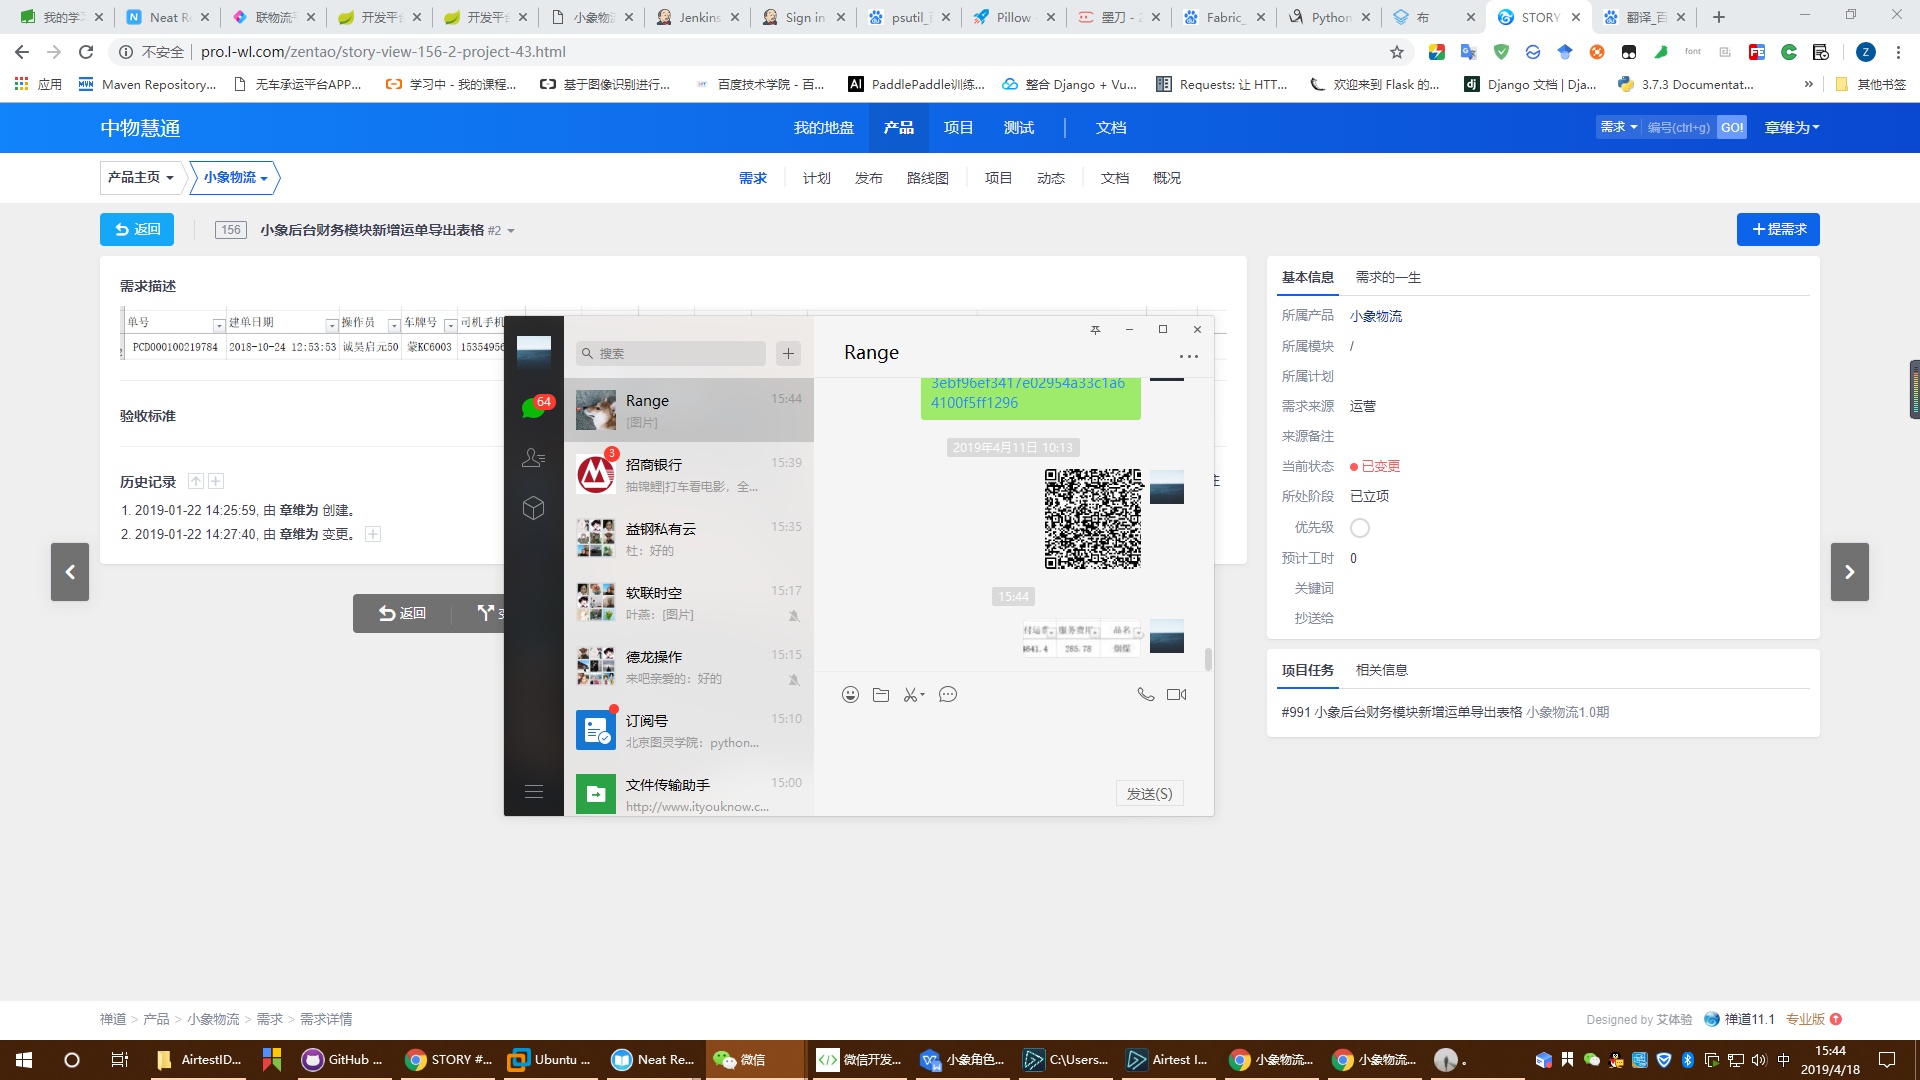 我的学
Neat Re
联物流
开发平台
开发平台
小象物
Jenkins
Sign in
psutil_
Pillow
墨刀 - 2
Fabric_
Python
布
STORY
翻译_百
不安全 | pro.l-wl.com/zentao/story-view-156-2-project-43.html
应用
Maven Repository...
无车承运平台APP...
学习中 - 我的课程...
基于图像识别进行...
百度技术学院 - 百...
PaddlePaddle训练...
整合 Django + Vu...
Requests: 让 HTT...
欢迎来到 Flask 的...
Django 文档 | Dja...
3.7.3 Documentat...
»
其他书签
中物慧通
我的地盘 产品 项目 测试 | 文档
需求 编号(ctrl+g) GO! 章维为
产品主页 小象物流
需求 计划 发布 路线图 项目 动态 文档 概况
返回 156 小象后台财务模块新增运单导出表格 #2
+提需求
需求描述
单号 建单日期 操作员 车牌号 司机手机
PCD000100219784 2018-10-24 12:53:53 诚昊启元50 蒙KC6003 15354956
验收标准
历史记录
1. 2019-01-22 14:25:59, 由 章维为 创建。
2. 2019-01-22 14:27:40, 由 章维为 变更。
返回
基本信息 需求的一生
所属产品 小象物流
所属模块 /
所属计划
需求来源 运营
来源备注
当前状态 已变更
所处阶段 已立项
优先级
预计工时 0
关键词
抄送给
项目任务 相关信息
#991 小象后台财务模块新增运单导出表格 小象物流1.0期
64
搜索
Range 15:44
[图片]
3
招商银行 15:39
抽锦鲤|打车看电影，全...
益钢私有云 15:35
杜：好的
软联时空 15:17
叶燕：[图片]
德龙操作 15:15
来吧亲爱的：好的
订阅号 15:10
北京图灵学院：python...
文件传输助手 15:00
http://www.ityouknow.c...
Range
3ebf96ef3417e02954a33c1a6
4100f5ff1296
2019年4月11日 10:13
15:44
付运费 服务费用 品名
4641.4 285.78 烟煤
发送(S)
禅道 > 产品 > 小象物流 > 需求 > 需求详情
Designed by 艾体验 禅道11.1 专业版
AirtestID...
GitHub ...
STORY #...
Ubuntu ...
Neat Re...
微信
微信开发...
小象角色...
C:\Users...
Airtest I...
小象物流...
小象物流...
中
15:44
2019/4/18